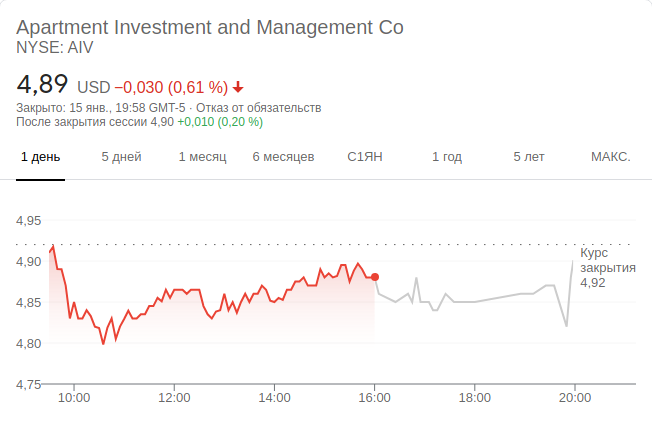 Apartment Investment and Management Co
NYSE: AIV
4,89 USD −0,030 (0,61 %)
Закрыто: 15 янв., 19:58 GMT-5 · Отказ от обязательств
После закрытия сессии 4,90 +0,010 (0,20 %)
1 день 5 дней 1 месяц 6 месяцев С1ЯН 1 год 5 лет МАКС.
4,95
4,90
4,85
4,80
4,75
Курс
закрытия
4,92
10:00 12:00 14:00 16:00 18:00 20:00